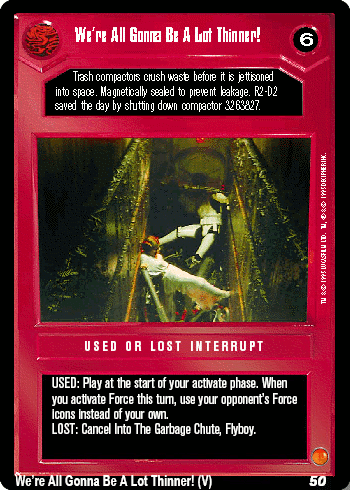 We're All Gonna Be A Lot Thinner!
6
Trash compactors crush waste before it is jettisoned
into space. Magnetically sealed to prevent leakage. R2-D2
saved the day by shutting down compactor 3263827.
USED OR LOST INTERRUPT
USED: Play at the start of your activate phase. When
you activate Force this turn, use your opponent's Force
icons instead of your own.
LOST: Cancel Into The Garbage Chute, Flyboy.
We're All Gonna Be A Lot Thinner! (V)
50